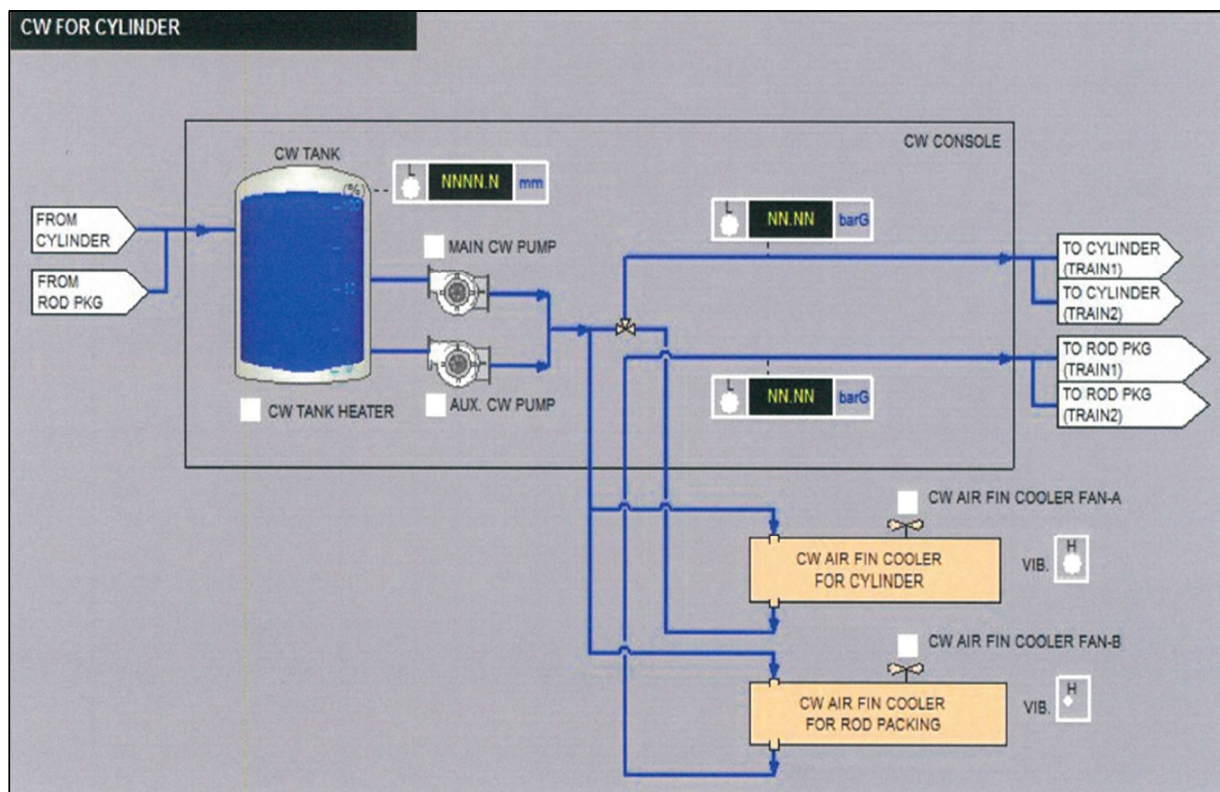 CW FOR CYLINDER
CW CONSOLE
CW TANK
(%)
L
NNNN.N mm
FROM
CYLINDER
FROM
ROD PKG
MAIN CW PUMP
AUX. CW PUMP
CW TANK HEATER
L
NN.NN barG
L
NN.NN barG
TO CYLINDER
(TRAIN1)
TO CYLINDER
(TRAIN2)
TO ROD PKG
(TRAIN1)
TO ROD PKG
(TRAIN2)
CW AIR FIN COOLER FAN-A
CW AIR FIN COOLER
FOR CYLINDER
VIB.
H
CW AIR FIN COOLER FAN-B
CW AIR FIN COOLER
FOR ROD PACKING
VIB.
H